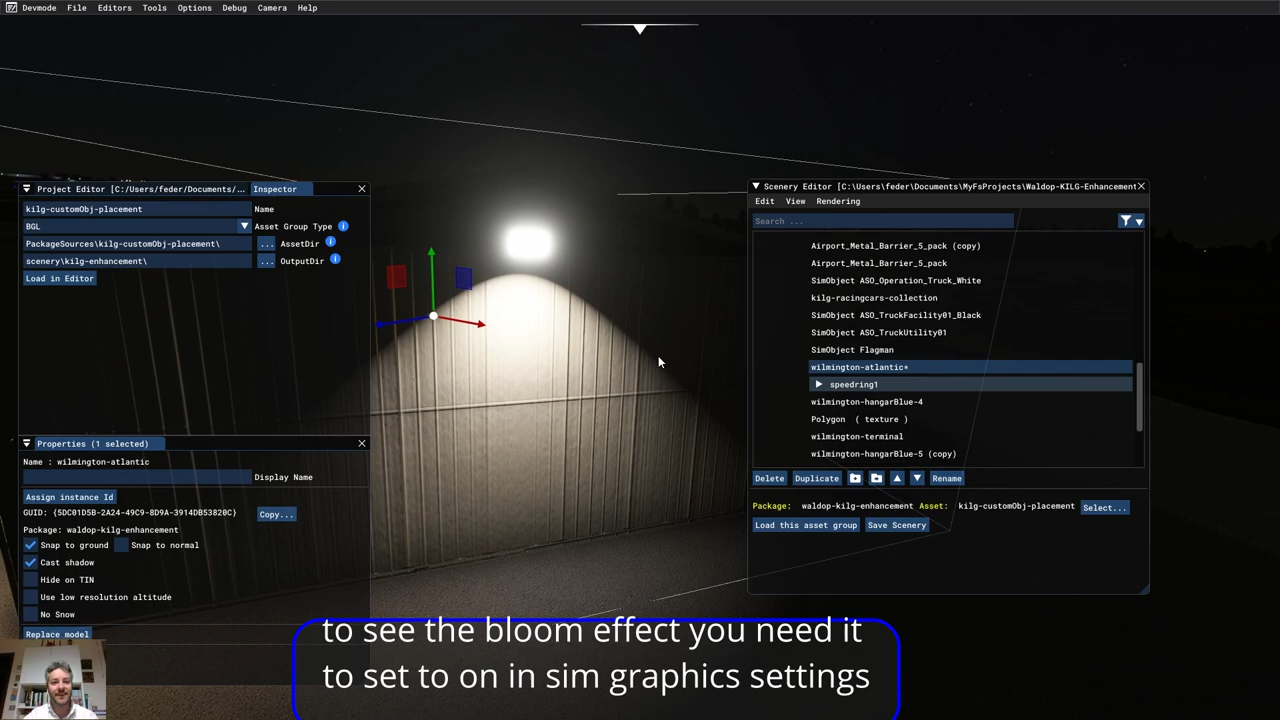 Devmode File Editors Tools Options Debug Camera Help
Project Editor [C:/Users/feder/Documents/... Inspector
kilg-customObj-placement Name
BGL Asset Group Type
PackageSources\kilg-customObj-placement\ ... AssetDir
scenery\kilg-enhancement\ ... OutputDir
Load in Editor
Properties (1 selected)
Name : wilmington-atlantic
Display Name
Assign instance Id
GUID: {5DC01D5B-2A24-49C9-8D9A-3914DB53820C} Copy...
Package: waldop-kilg-enhancement
Snap to ground Snap to normal
Cast shadow
Hide on TIN
Use low resolution altitude
No Snow
Replace model
Scenery Editor [C:\Users\feder\Documents\MyFsProjects\Waldop-KILG-Enhancement
Edit View Rendering
Search ...
Airport_Metal_Barrier_5_pack (copy)
Airport_Metal_Barrier_5_pack
SimObject ASO_Operation_Truck_White
kilg-racingcars-collection
SimObject ASO_TruckFacility01_Black
SimObject ASO_TruckUtility01
SimObject Flagman
wilmington-atlantic*
speedring1
wilmington-hangarBlue-4
Polygon ( texture )
wilmington-terminal
wilmington-hangarBlue-5 (copy)
Delete Duplicate Rename
Package: waldop-kilg-enhancement Asset: kilg-customObj-placement Select...
Load this asset group Save Scenery
to see the bloom effect you need it
to set to on in sim graphics settings